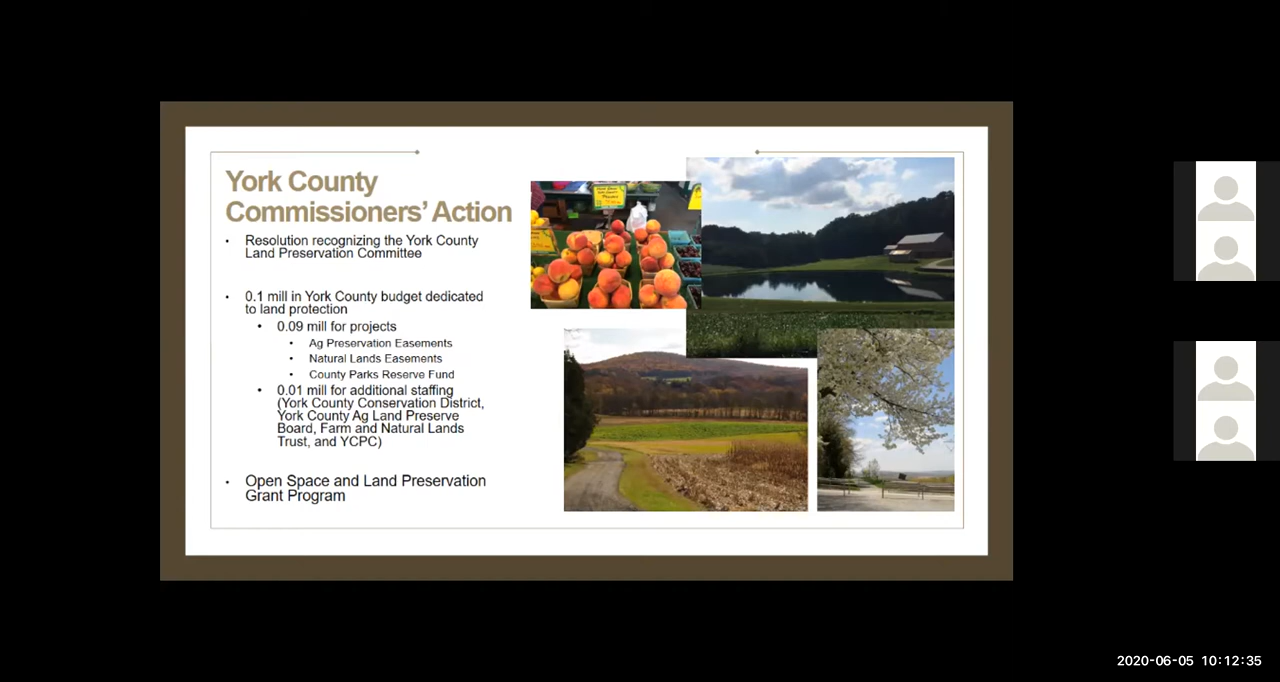 York County
Commissioners' Action
• Resolution recognizing the York County
Land Preservation Committee
• 0.1 mill in York County budget dedicated
to land protection
• 0.09 mill for projects
• Ag Preservation Easements
• Natural Lands Easements
• County Parks Reserve Fund
• 0.01 mill for additional staffing
(York County Conservation District,
York County Ag Land Preserve
Board, Farm and Natural Lands
Trust, and YCPC)
• Open Space and Land Preservation
Grant Program
2020-06-05 10:12:35